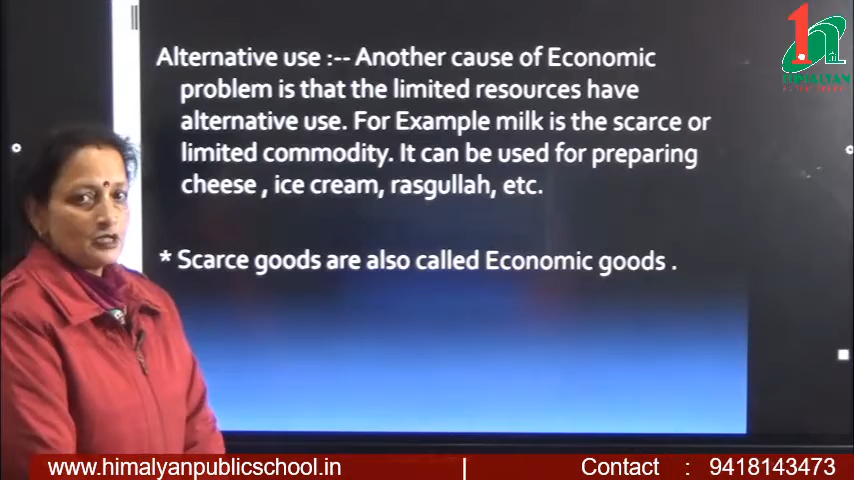 Alternative use :-- Another cause of Economic
problem is that the limited resources have
alternative use. For Example milk is the scarce or
limited commodity. It can be used for preparing
cheese , ice cream, rasgullah, etc.
* Scarce goods are also called Economic goods .
HIMALYAN
www.himalyanpublicschool.in | Contact : 9418143473